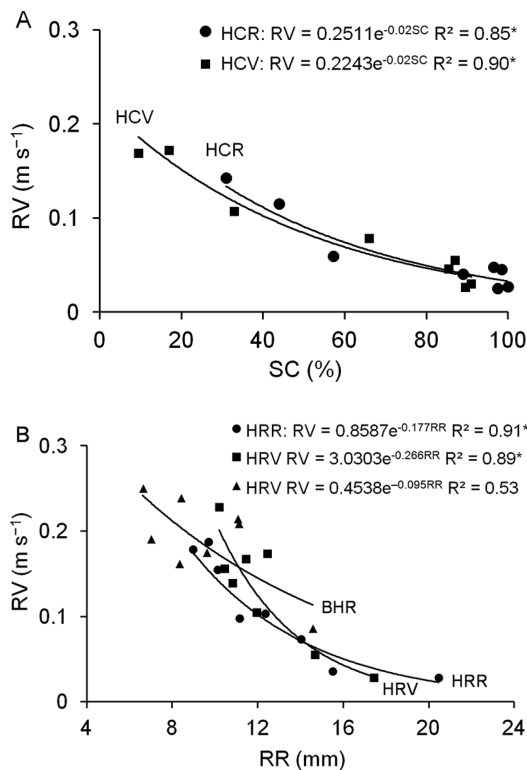 A
HCR: RV = 0.2511e^-0.02SC R² = 0.85*
HCV: RV = 0.2243e^-0.02SC R² = 0.90*
HCV
HCR
RV (m s⁻¹)
0.3
0.2
0.1
0
0 20 40 60 80 100
SC (%)
B
HRR: RV = 0.8587e^-0.177RR R² = 0.91*
HRV RV = 3.0303e^-0.266RR R² = 0.89*
HRV RV = 0.4538e^–0.095RR R² = 0.53
BHR
HRV
HRR
RV (m s⁻¹)
0.3
0.2
0.1
0
4 8 12 16 20 24
RR (mm)